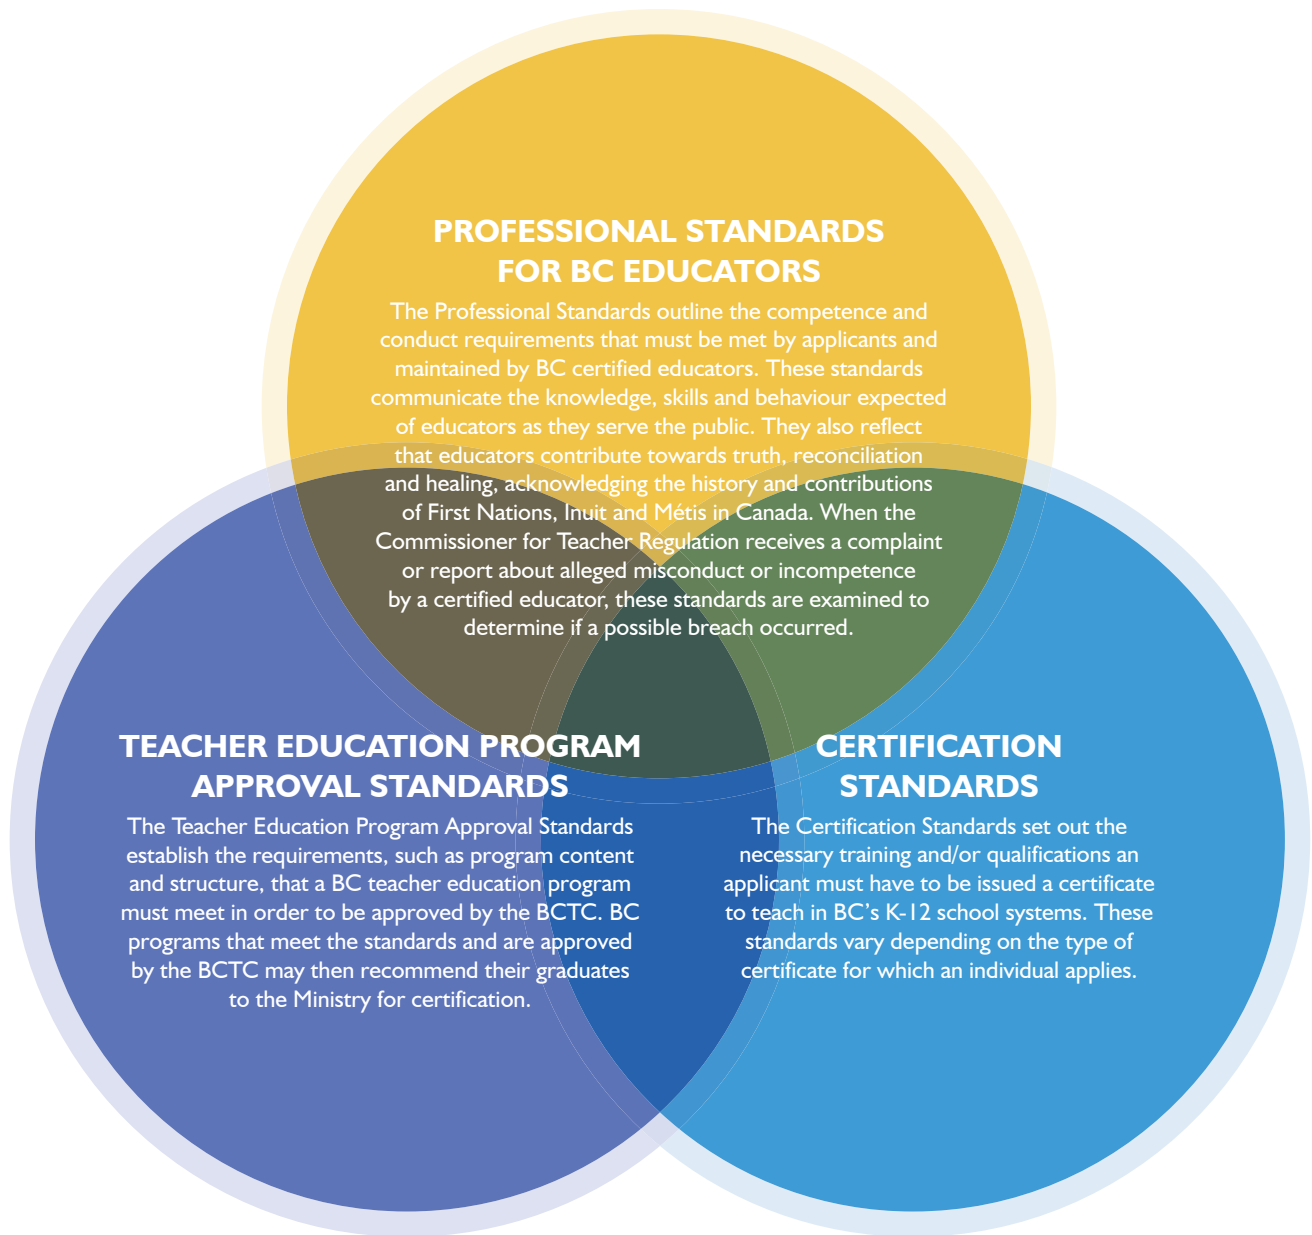 PROFESSIONAL STANDARDS
FOR BC EDUCATORS
The Professional Standards outline the competence and
conduct requirements that must be met by applicants and
maintained by BC certified educators. These standards
communicate the knowledge, skills and behaviour expected
of educators as they serve the public. They also reflect
that educators contribute towards truth, reconciliation
and healing, acknowledging the history and contributions
of First Nations, Inuit and Métis in Canada. When the
Commissioner for Teacher Regulation receives a complaint
or report about alleged misconduct or incompetence
by a certified educator, these standards are examined to
determine if a possible breach occurred.
TEACHER EDUCATION PROGRAM
APPROVAL STANDARDS
The Teacher Education Program Approval Standards
establish the requirements, such as program content
and structure, that a BC teacher education program
must meet in order to be approved by the BCTC. BC
programs that meet the standards and are approved
by the BCTC may then recommend their graduates
to the Ministry for certification.
CERTIFICATION
STANDARDS
The Certification Standards set out the
necessary training and/or qualifications an
applicant must have to be issued a certificate
to teach in BC’s K-12 school systems. These
standards vary depending on the type of
certificate for which an individual applies.